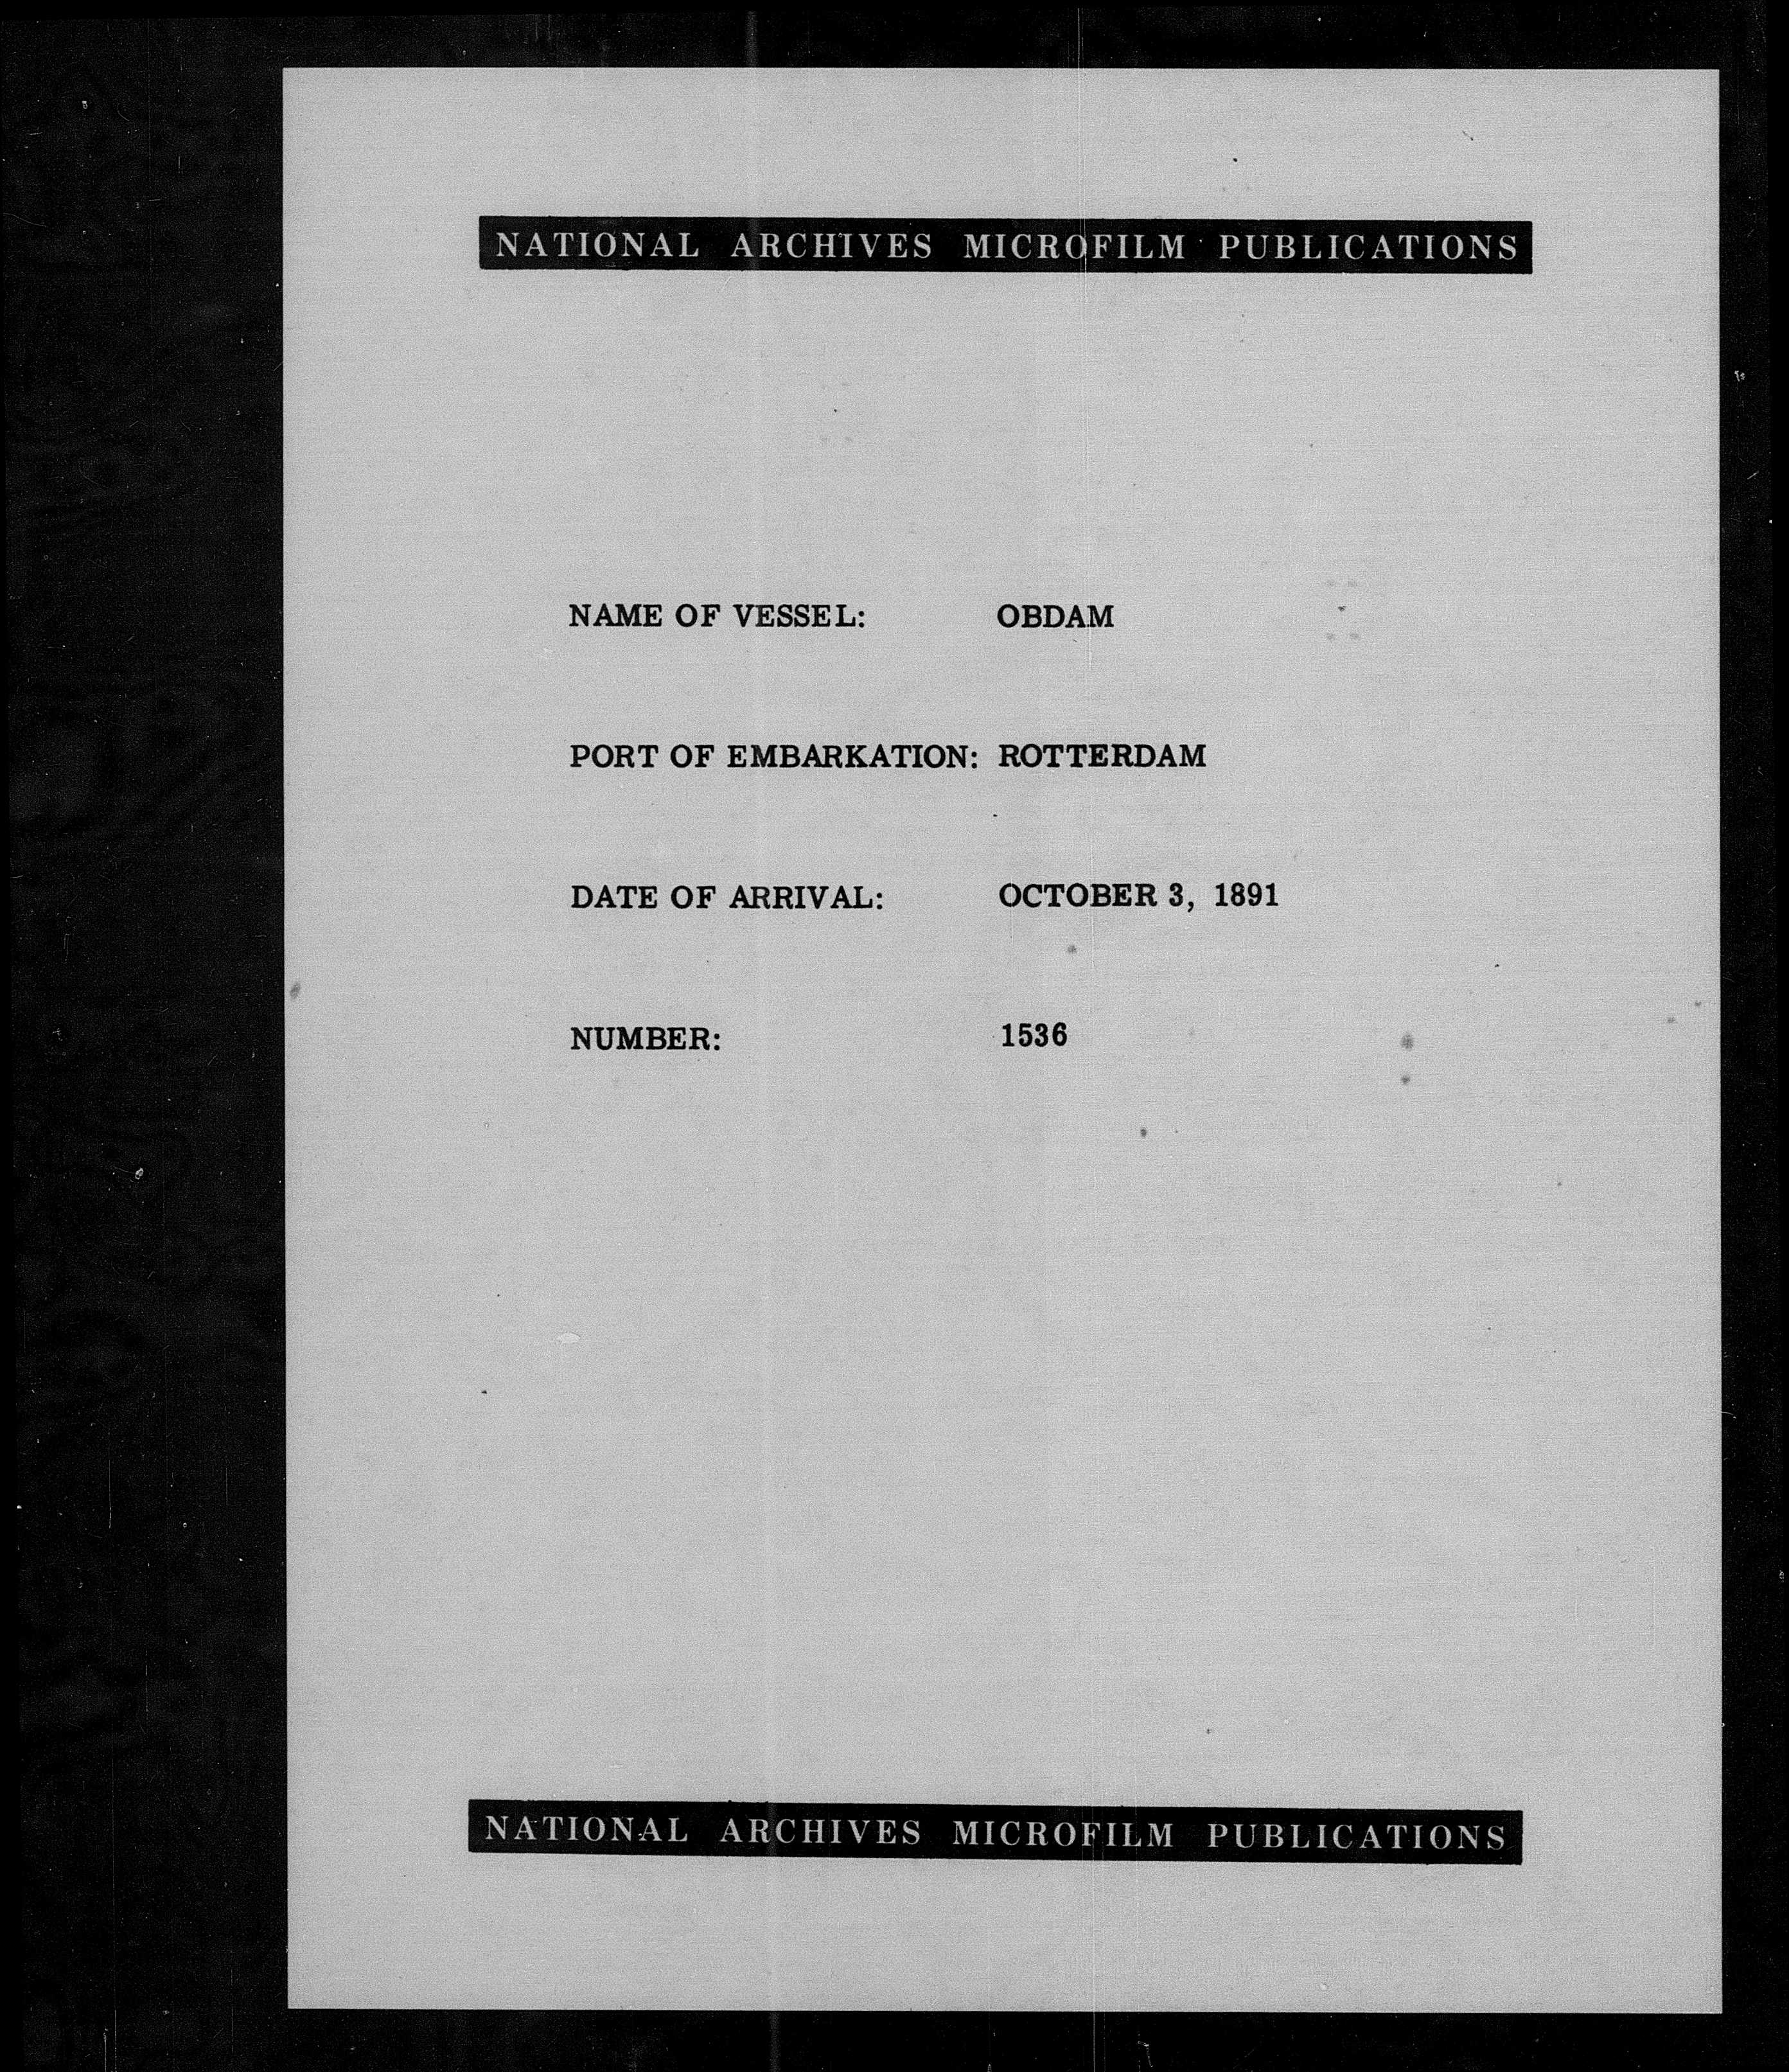 NATIONAL ARCHIVES MICROFILM PUBLICATIONS
NAME OF VESSEL: OBDAM
PORT OF EMBARKATION: ROTTERDAM
DATE OF ARRIVAL: OCTOBER 3, 1891
NUMBER: 1536
NATIONAL ARCHIVES MICROFILM PUBLICATIONS